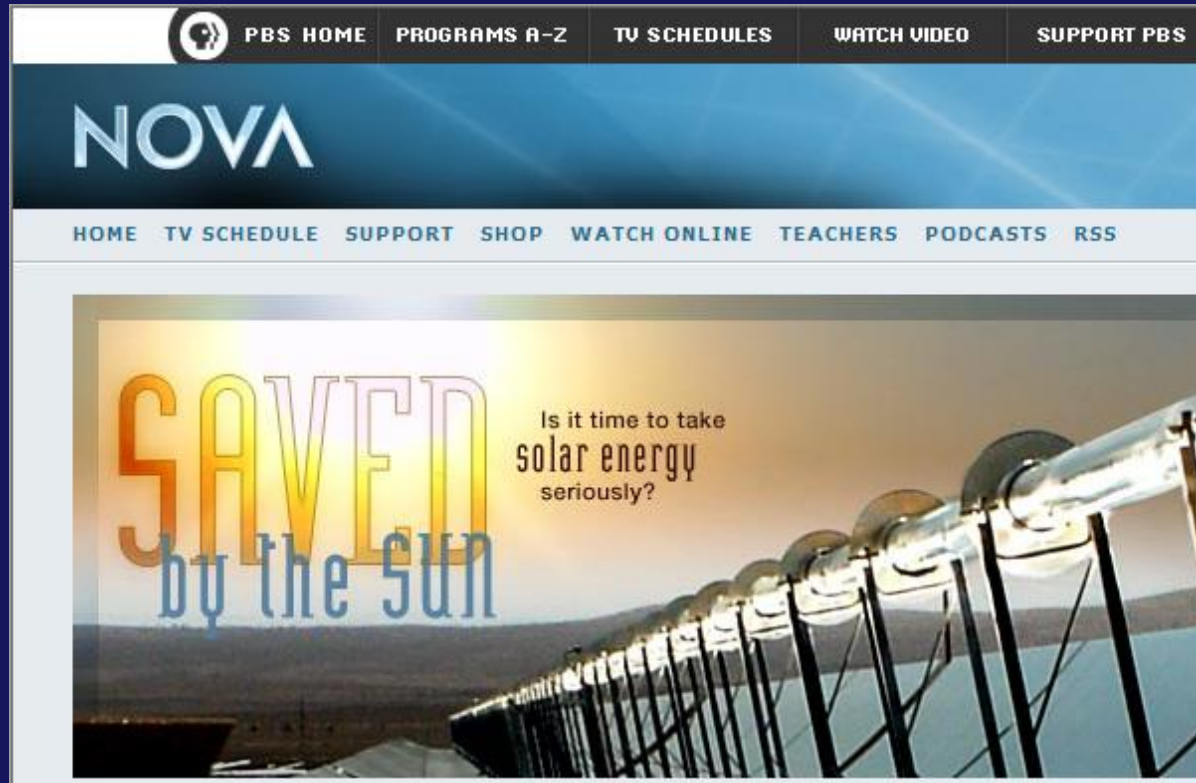 PBS HOME PROGRAMS A-Z TV SCHEDULES WATCH VIDEO SUPPORT PBS
NOVA
HOME TV SCHEDULE SUPPORT SHOP WATCH ONLINE TEACHERS PODCASTS RSS
SAVED
by the SUN
Is it time to take
solar energy
seriously?